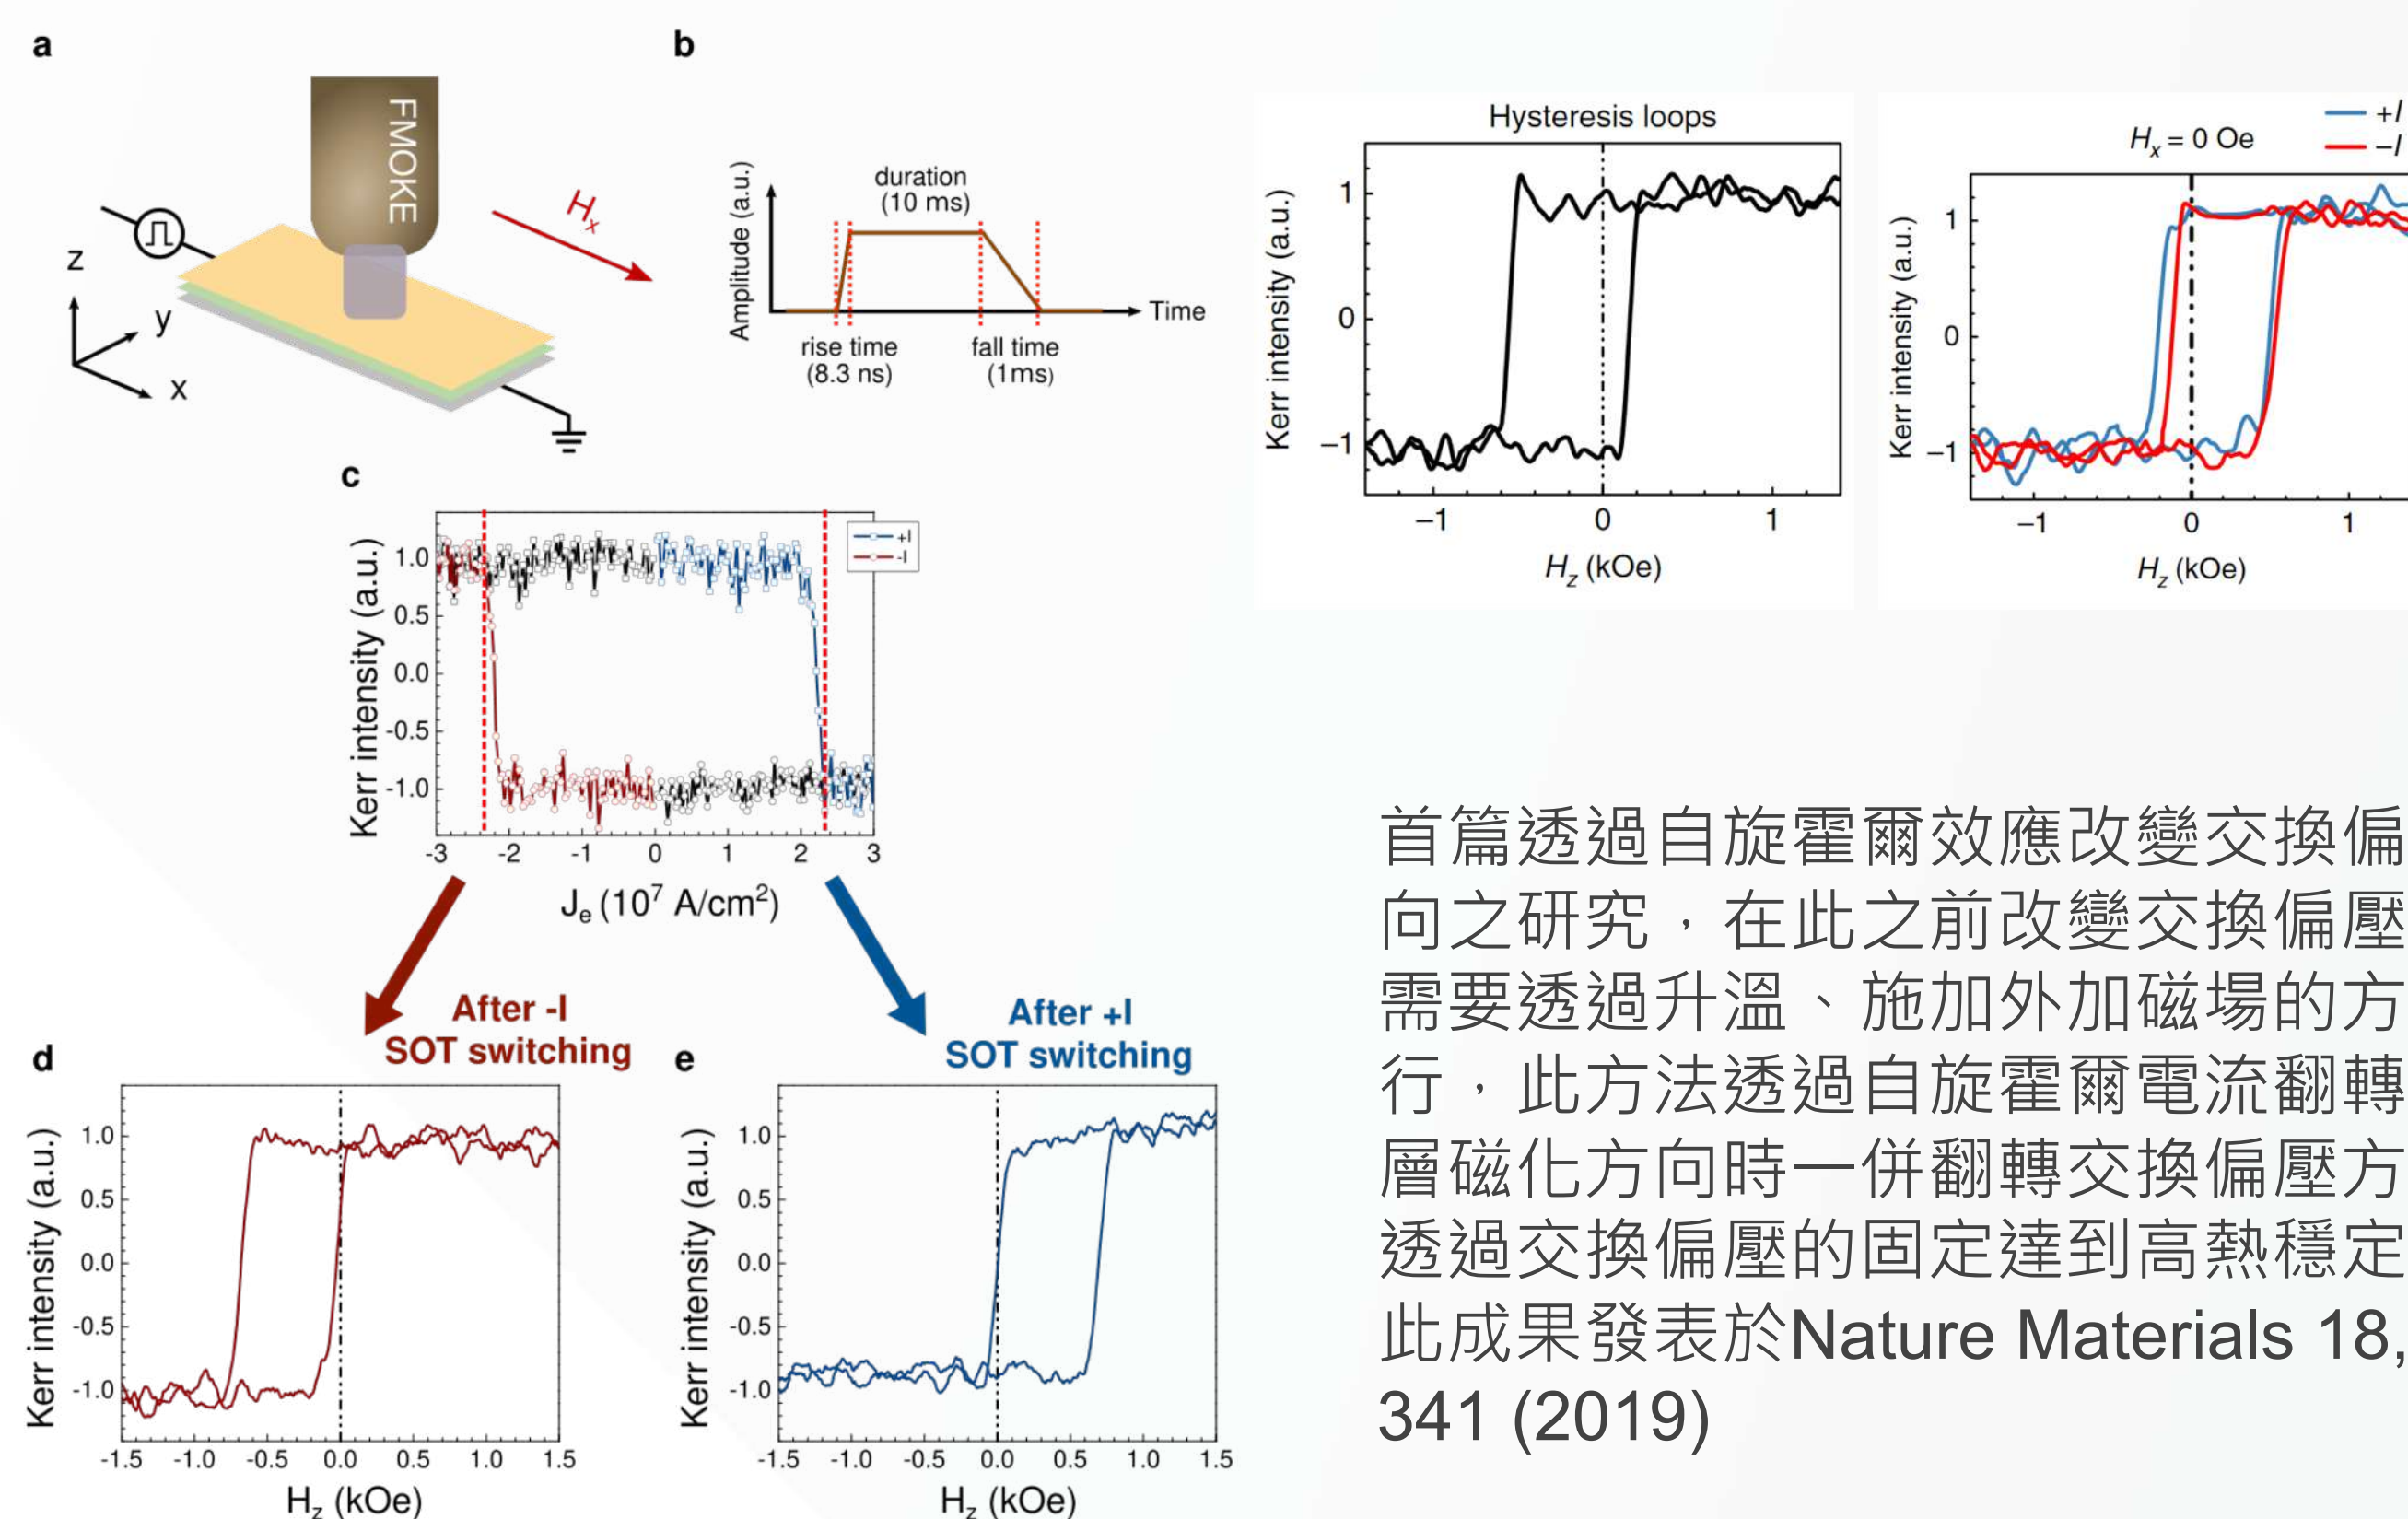 a
FMOKE
Hx
z
y
x
b
Amplitude (a.u.)
duration
(10 ms)
Time
rise time
(8.3 ns)
fall time
(1ms)
c
Kerr intensity (a.u.)
1.0
0.5
0.0
-0.5
-1.0
+I
-I
-3 -2 -1 0 1 2 3
Je (10⁷ A/cm²)
After -I
SOT switching
After +I
SOT switching
d
Kerr intensity (a.u.)
1.0
0.5
0.0
-0.5
-1.0
-1.5 -1.0 -0.5 0.0 0.5 1.0 1.5
Hz (kOe)
e
Kerr intensity (a.u.)
1.0
0.5
0.0
-0.5
-1.0
-1.5 -1.0 -0.5 0.0 0.5 1.0 1.5
Hz (kOe)
Hysteresis loops
Kerr intensity (a.u.)
1
0
−1
−1 0 1
Hz (kOe)
Hx = 0 Oe
+I
−I
Kerr intensity (a.u.)
1
0
−1
−1 0 1
Hz (kOe)
首篇透過自旋霍爾效應改變交換偏
向之研究，在此之前改變交換偏壓
需要透過升溫、施加外加磁場的方
行，此方法透過自旋霍爾電流翻轉
層磁化方向時一併翻轉交換偏壓方
透過交換偏壓的固定達到高熱穩定
此成果發表於Nature Materials 18,
341 (2019)